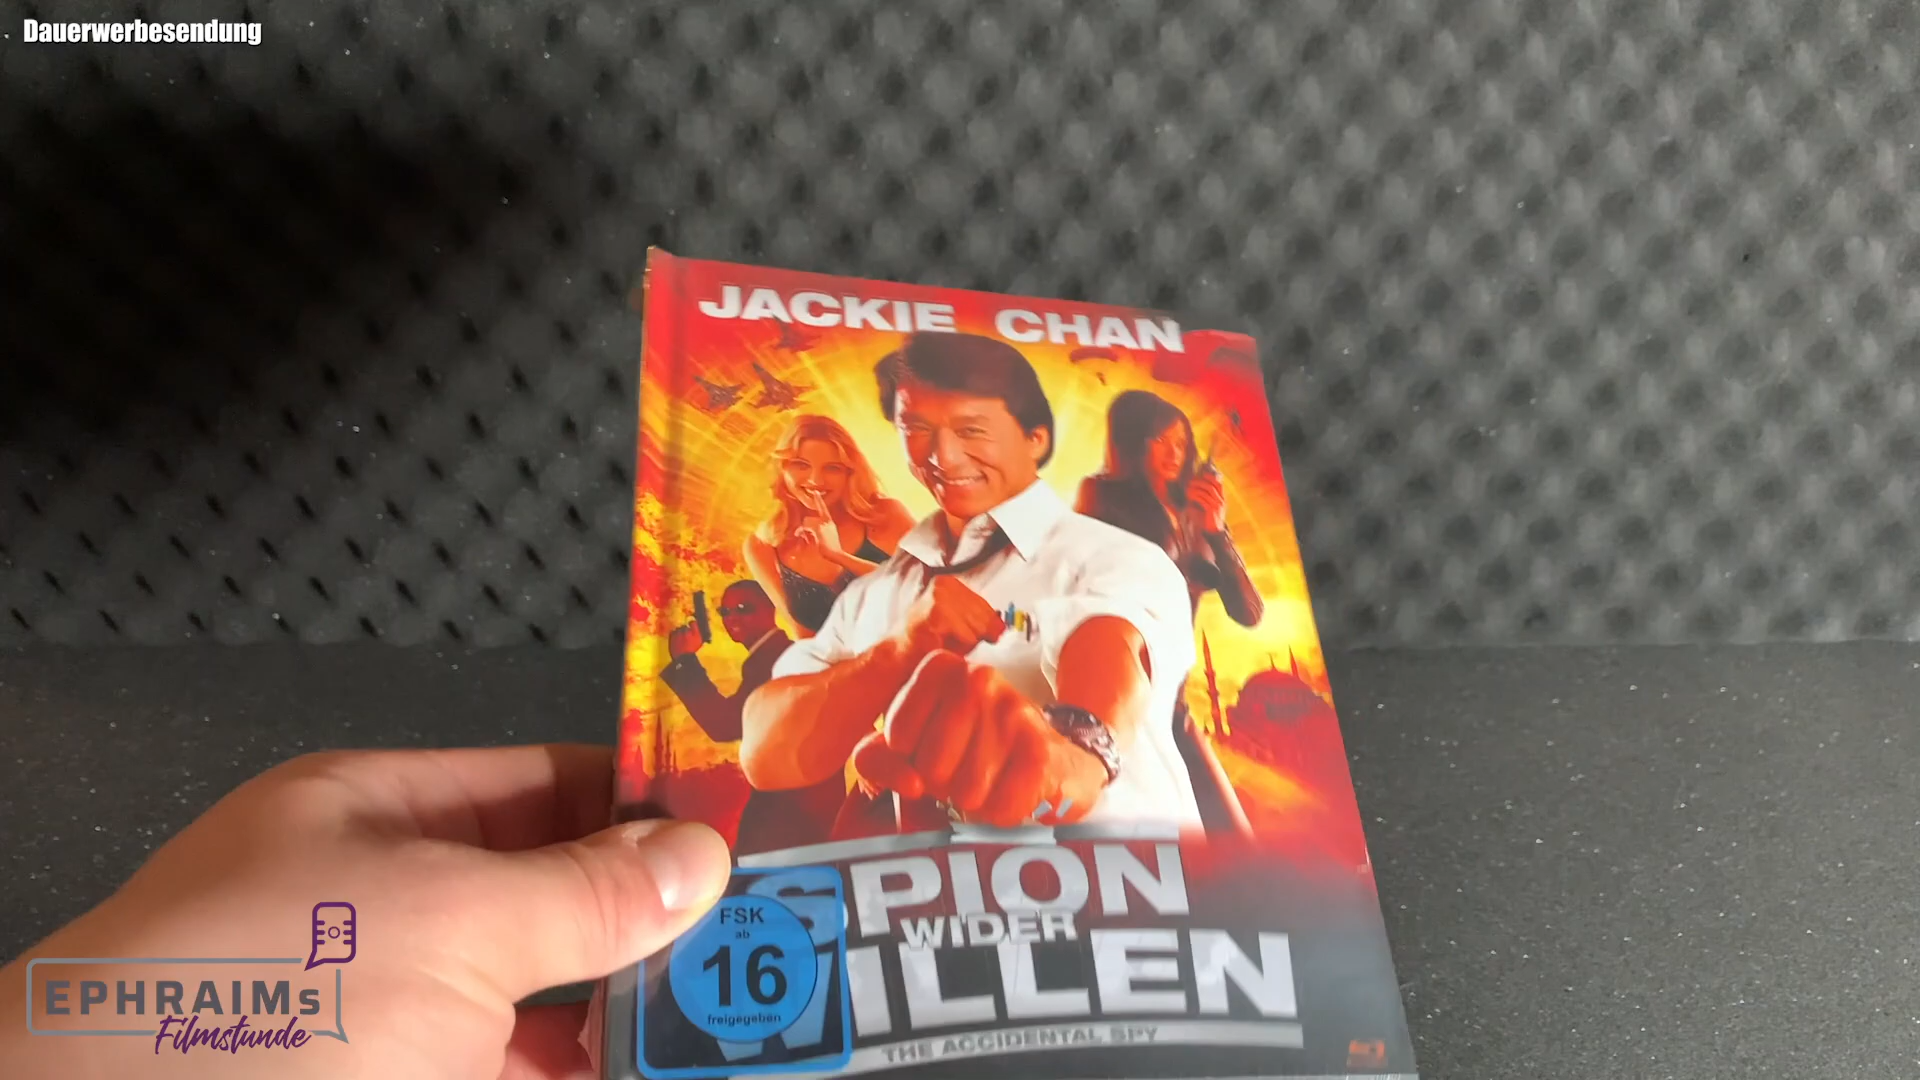 Dauerwerbesendung
JACKIE CHAN
SPION
WIDER
WILLEN
THE ACCIDENTAL SPY
FSK
ab
16
freigegeben
EPHRAIMs
Filmstunde